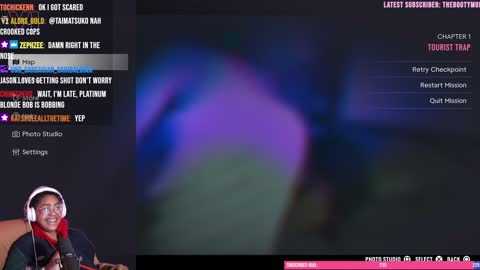 TOCHICKENN: OK I GOT SCARED
LATEST SUBSCRIBER: THEBOOTYMO
ALDRS_BOLD: @TAIMATSUKO NAH
CROOKED COPS
ZEPHZEE: DAMN RIGHT IN THE
NOSE
Map
JASON LOVES GETTING SHOT DON'T WORRY
WAIT, I'M LATE, PLATINUM
BLONDE BOB IS BOBBING
YEP
Photo Studio
Settings
CHAPTER 1
TOURIST TRAP
Retry Checkpoint
Restart Mission
Quit Mission
PHOTO STUDIO
SELECT
BACK
SUBSCRIBER GOAL: